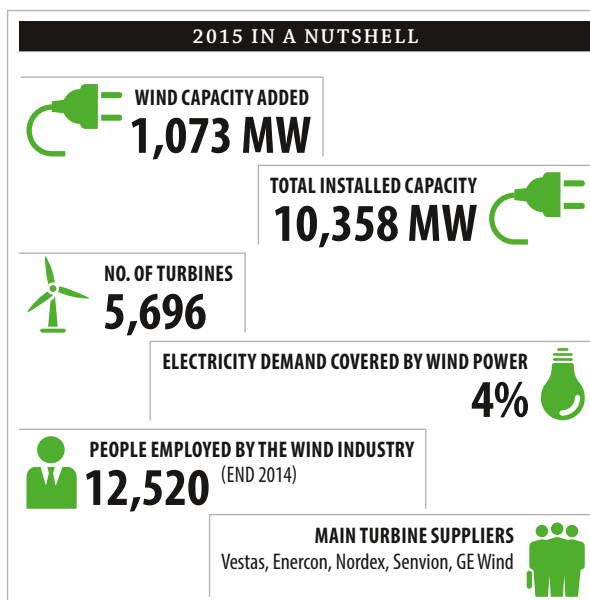 2015 IN A NUTSHELL
WIND CAPACITY ADDED
1,073 MW
TOTAL INSTALLED CAPACITY
10,358 MW
NO. OF TURBINES
5,696
ELECTRICITY DEMAND COVERED BY WIND POWER
4%
PEOPLE EMPLOYED BY THE WIND INDUSTRY
12,520 (END 2014)
MAIN TURBINE SUPPLIERS
Vestas, Enercon, Nordex, Senvion, GE Wind